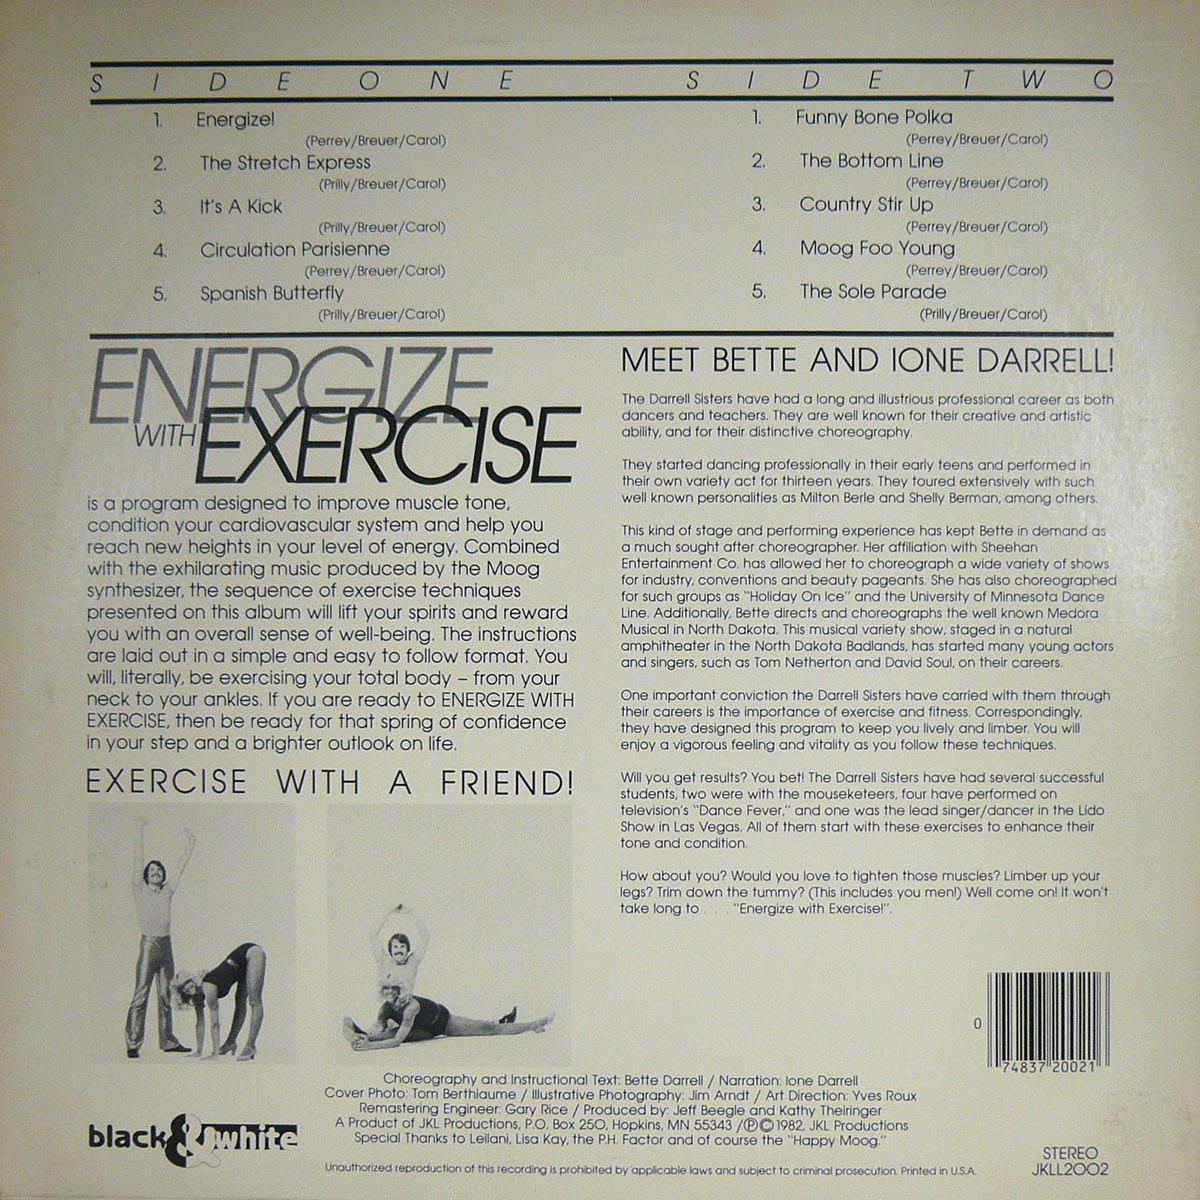 SIDE ONE
1. Energize!
(Perrey/Breuer/Carol)
2. The Stretch Express
(Prilly/Breuer/Carol)
3. It's A Kick
(Prilly/Breuer/Carol)
4. Circulation Parisienne
(Perrey/Breuer/Carol)
5. Spanish Butterfly
(Prilly/Breuer/Carol)
SIDE TWO
1. Funny Bone Polka
(Perrey/Breuer/Carol)
2. The Bottom Line
(Perrey/Breuer/Carol)
3. Country Stir Up
(Perrey/Breuer/Carol)
4. Moog Foo Young
(Perrey/Breuer/Carol)
5. The Sole Parade
(Prilly/Breuer/Carol)
ENERGIZE
WITH EXERCISE
is a program designed to improve muscle tone,
condition your cardiovascular system and help you
reach new heights in your level of energy. Combined
with the exhilarating music produced by the Moog
synthesizer, the sequence of exercise techniques
presented on this album will lift your spirits and reward
you with an overall sense of well-being. The instructions
are laid out in a simple and easy to follow format. You
will, literally, be exercising your total body – from your
neck to your ankles. If you are ready to ENERGIZE WITH
EXERCISE, then be ready for that spring of confidence
in your step and a brighter outlook on life.
EXERCISE WITH A FRIEND!
MEET BETTE AND IONE DARRELL!
The Darrell Sisters have had a long and illustrious professional career as both
dancers and teachers. They are well known for their creative and artistic
ability, and for their distinctive choreography.
They started dancing professionally in their early teens and performed in
their own variety act for thirteen years. They toured extensively with such
well known personalities as Milton Berle and Shelly Berman, among others.
This kind of stage and performing experience has kept Bette in demand as
a much sought after choreographer. Her affiliation with Sheehan
Entertainment Co. has allowed her to choreograph a wide variety of shows
for industry, conventions and beauty pageants. She has also choreographed
for such groups as "Holiday On Ice" and the University of Minnesota Dance
Line. Additionally, Bette directs and choreographs the well known Medora
Musical in North Dakota. This musical variety show, staged in a natural
amphitheater in the North Dakota Badlands, has started many young actors
and singers, such as Tom Netherton and David Soul, on their careers.
One important conviction the Darrell Sisters have carried with them through
their careers is the importance of exercise and fitness. Correspondingly,
they have designed this program to keep you lively and limber. You will
enjoy a vigorous feeling and vitality as you follow these techniques.
Will you get results? You bet! The Darrell Sisters have had several successful
students, two were with the mouseketeers, four have performed on
television's "Dance Fever," and one was the lead singer/dancer in the Lido
Show in Las Vegas. All of them start with these exercises to enhance their
tone and condition.
How about you? Would you love to tighten those muscles? Limber up your
legs? Trim down the tummy? (This includes you men!) Well come on! It won't
take long to . . . "Energize with Exercise!".
0 74837 20021
Choreography and Instructional Text: Bette Darrell / Narration: Ione Darrell
Cover Photo: Tom Berthiaume / Illustrative Photography: Jim Arndt / Art Direction: Yves Roux
Remastering Engineer: Gary Rice / Produced by: Jeff Beegle and Kathy Theiringer
A Product of JKL Productions, P.O. Box 250, Hopkins, MN 55343 / ℗©1982, JKL Productions
Special Thanks to Leilani, Lisa Kay, the P.H. Factor and of course the "Happy Moog."
black & white
Unauthorized reproduction of this recording is prohibited by applicable laws and subject to criminal prosecution. Printed in U.S.A.
STEREO
JKLL2002